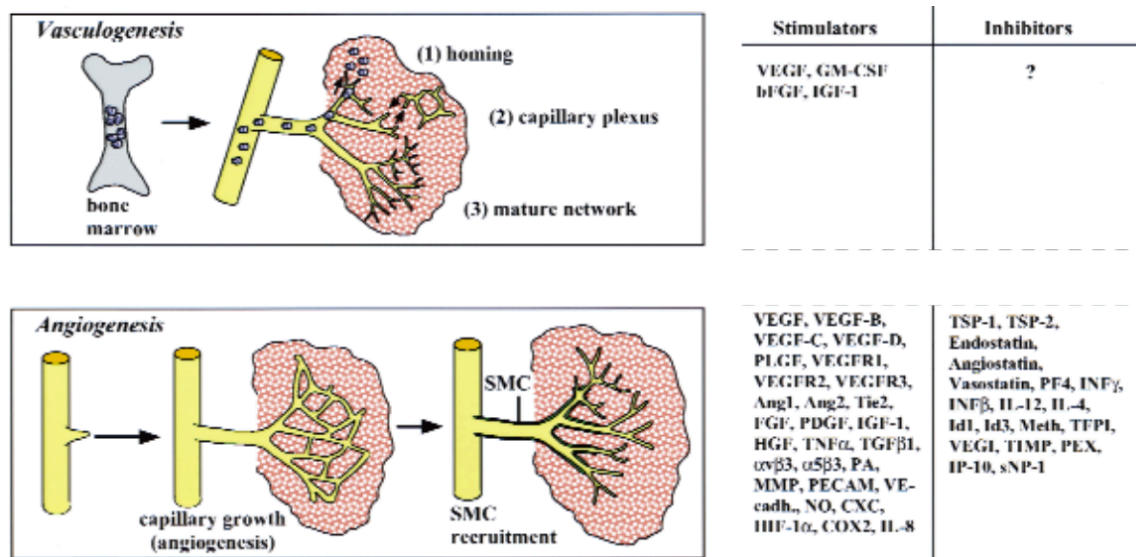 Vasculogenesis
(1) homing
(2) capillary plexus
bone
marrow
(3) mature network
Stimulators
Inhibitors
VEGF, GM-CSF
bFGF, IGF-1
?
Angiogenesis
SMC
capillary growth
(angiogenesis)
SMC
recruitment
VEGF, VEGF-B,
VEGF-C, VEGF-D,
PLGF, VEGFR1,
VEGFR2, VEGFR3,
Ang1, Ang2, Tie2,
FGF, PDGF, IGF-1,
HGF, TNFα, TGFβ1,
αvβ3, α5β3, PA,
MMP, PECAM, VE-
cadh., NO, CXC,
HIF-1α, COX2, IL-8
TSP-1, TSP-2,
Endostatin,
Angiostatin,
Vasostatin, PF4, INFγ,
INFβ, IL-12, IL-4,
Id1, Id3, Meth, TFPI,
VEGI, TIMP, PEX,
IP-10, sNP-1